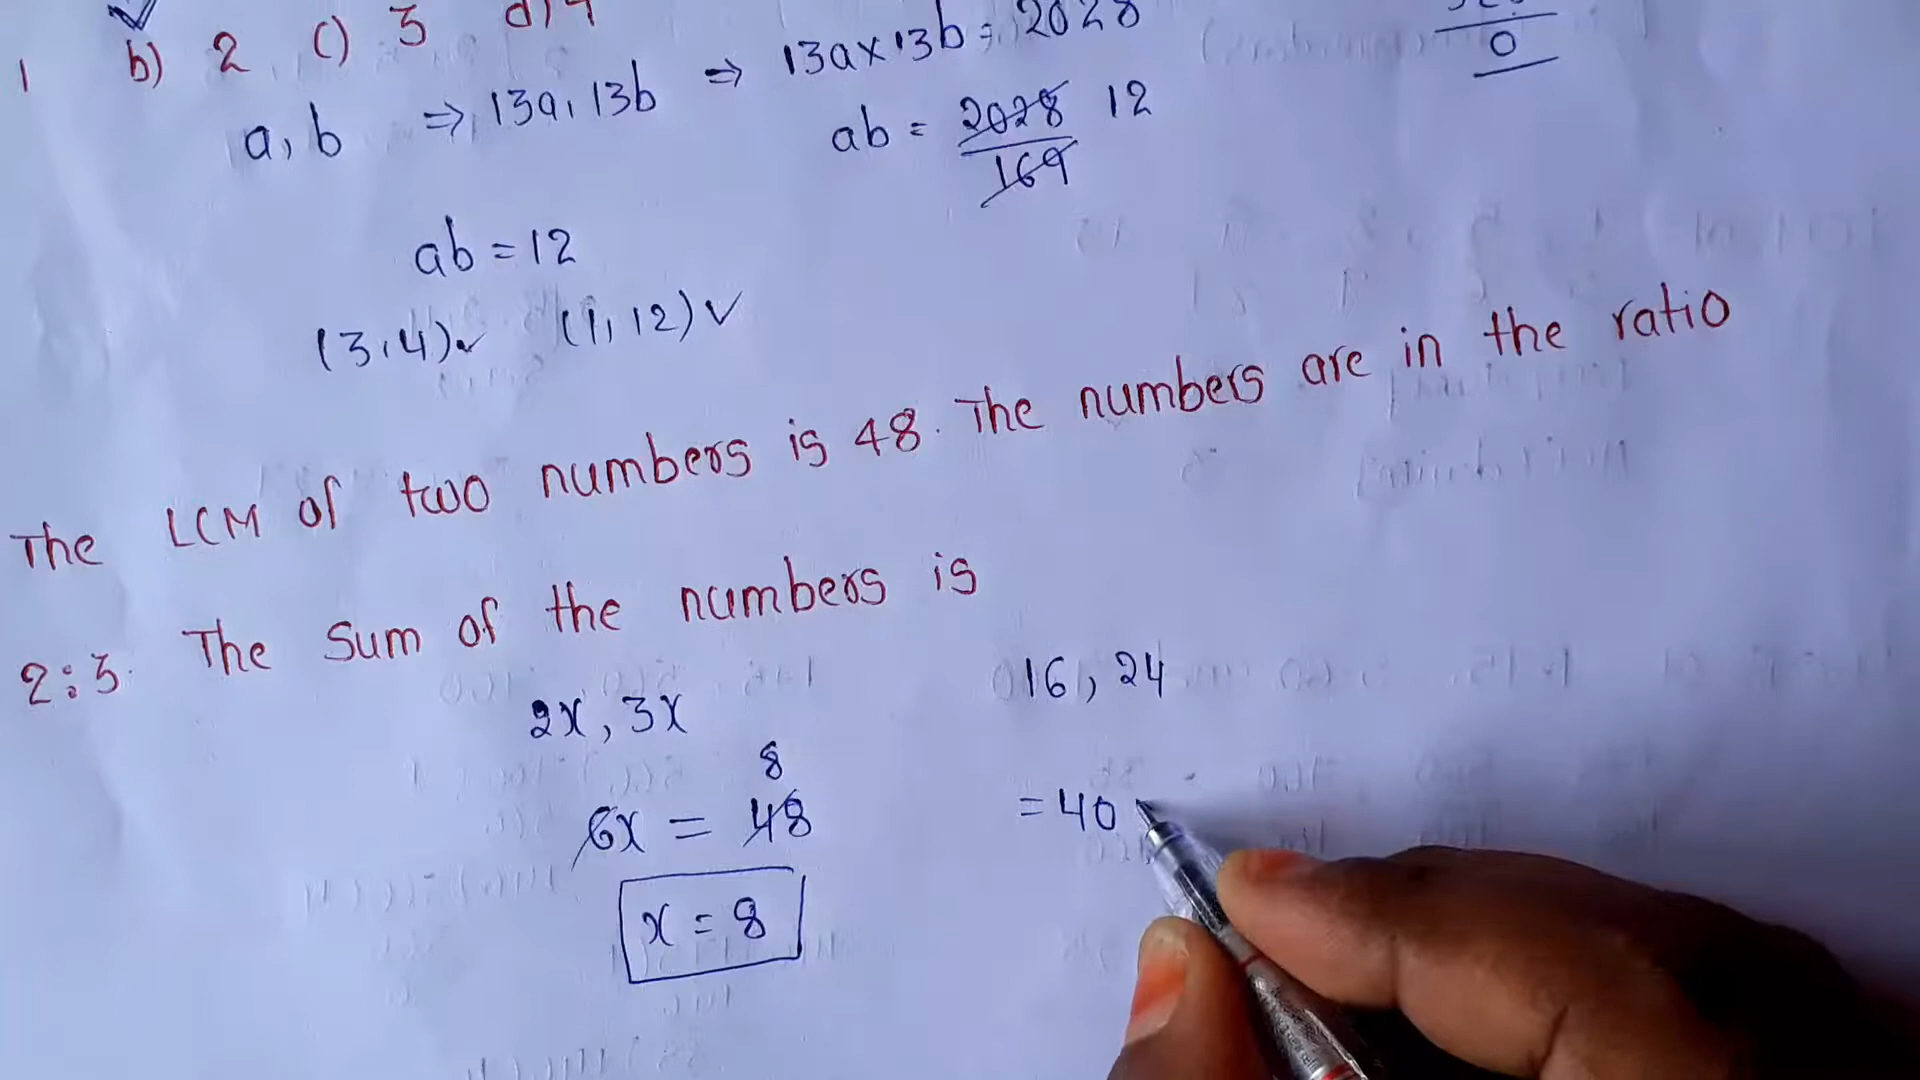 1 b) 2 c) 3 d) 4
a, b ⇒ 13a, 13b ⇒ 13a×13b = 2028
0
ab = 2028/169 12
ab = 12
(3,4)✓ (1,12)✓
The LCM of two numbers is 48. The numbers are in the ratio
2:3. The Sum of the numbers is
2x, 3x
16, 24
8
6x = 48
= 40
x = 8